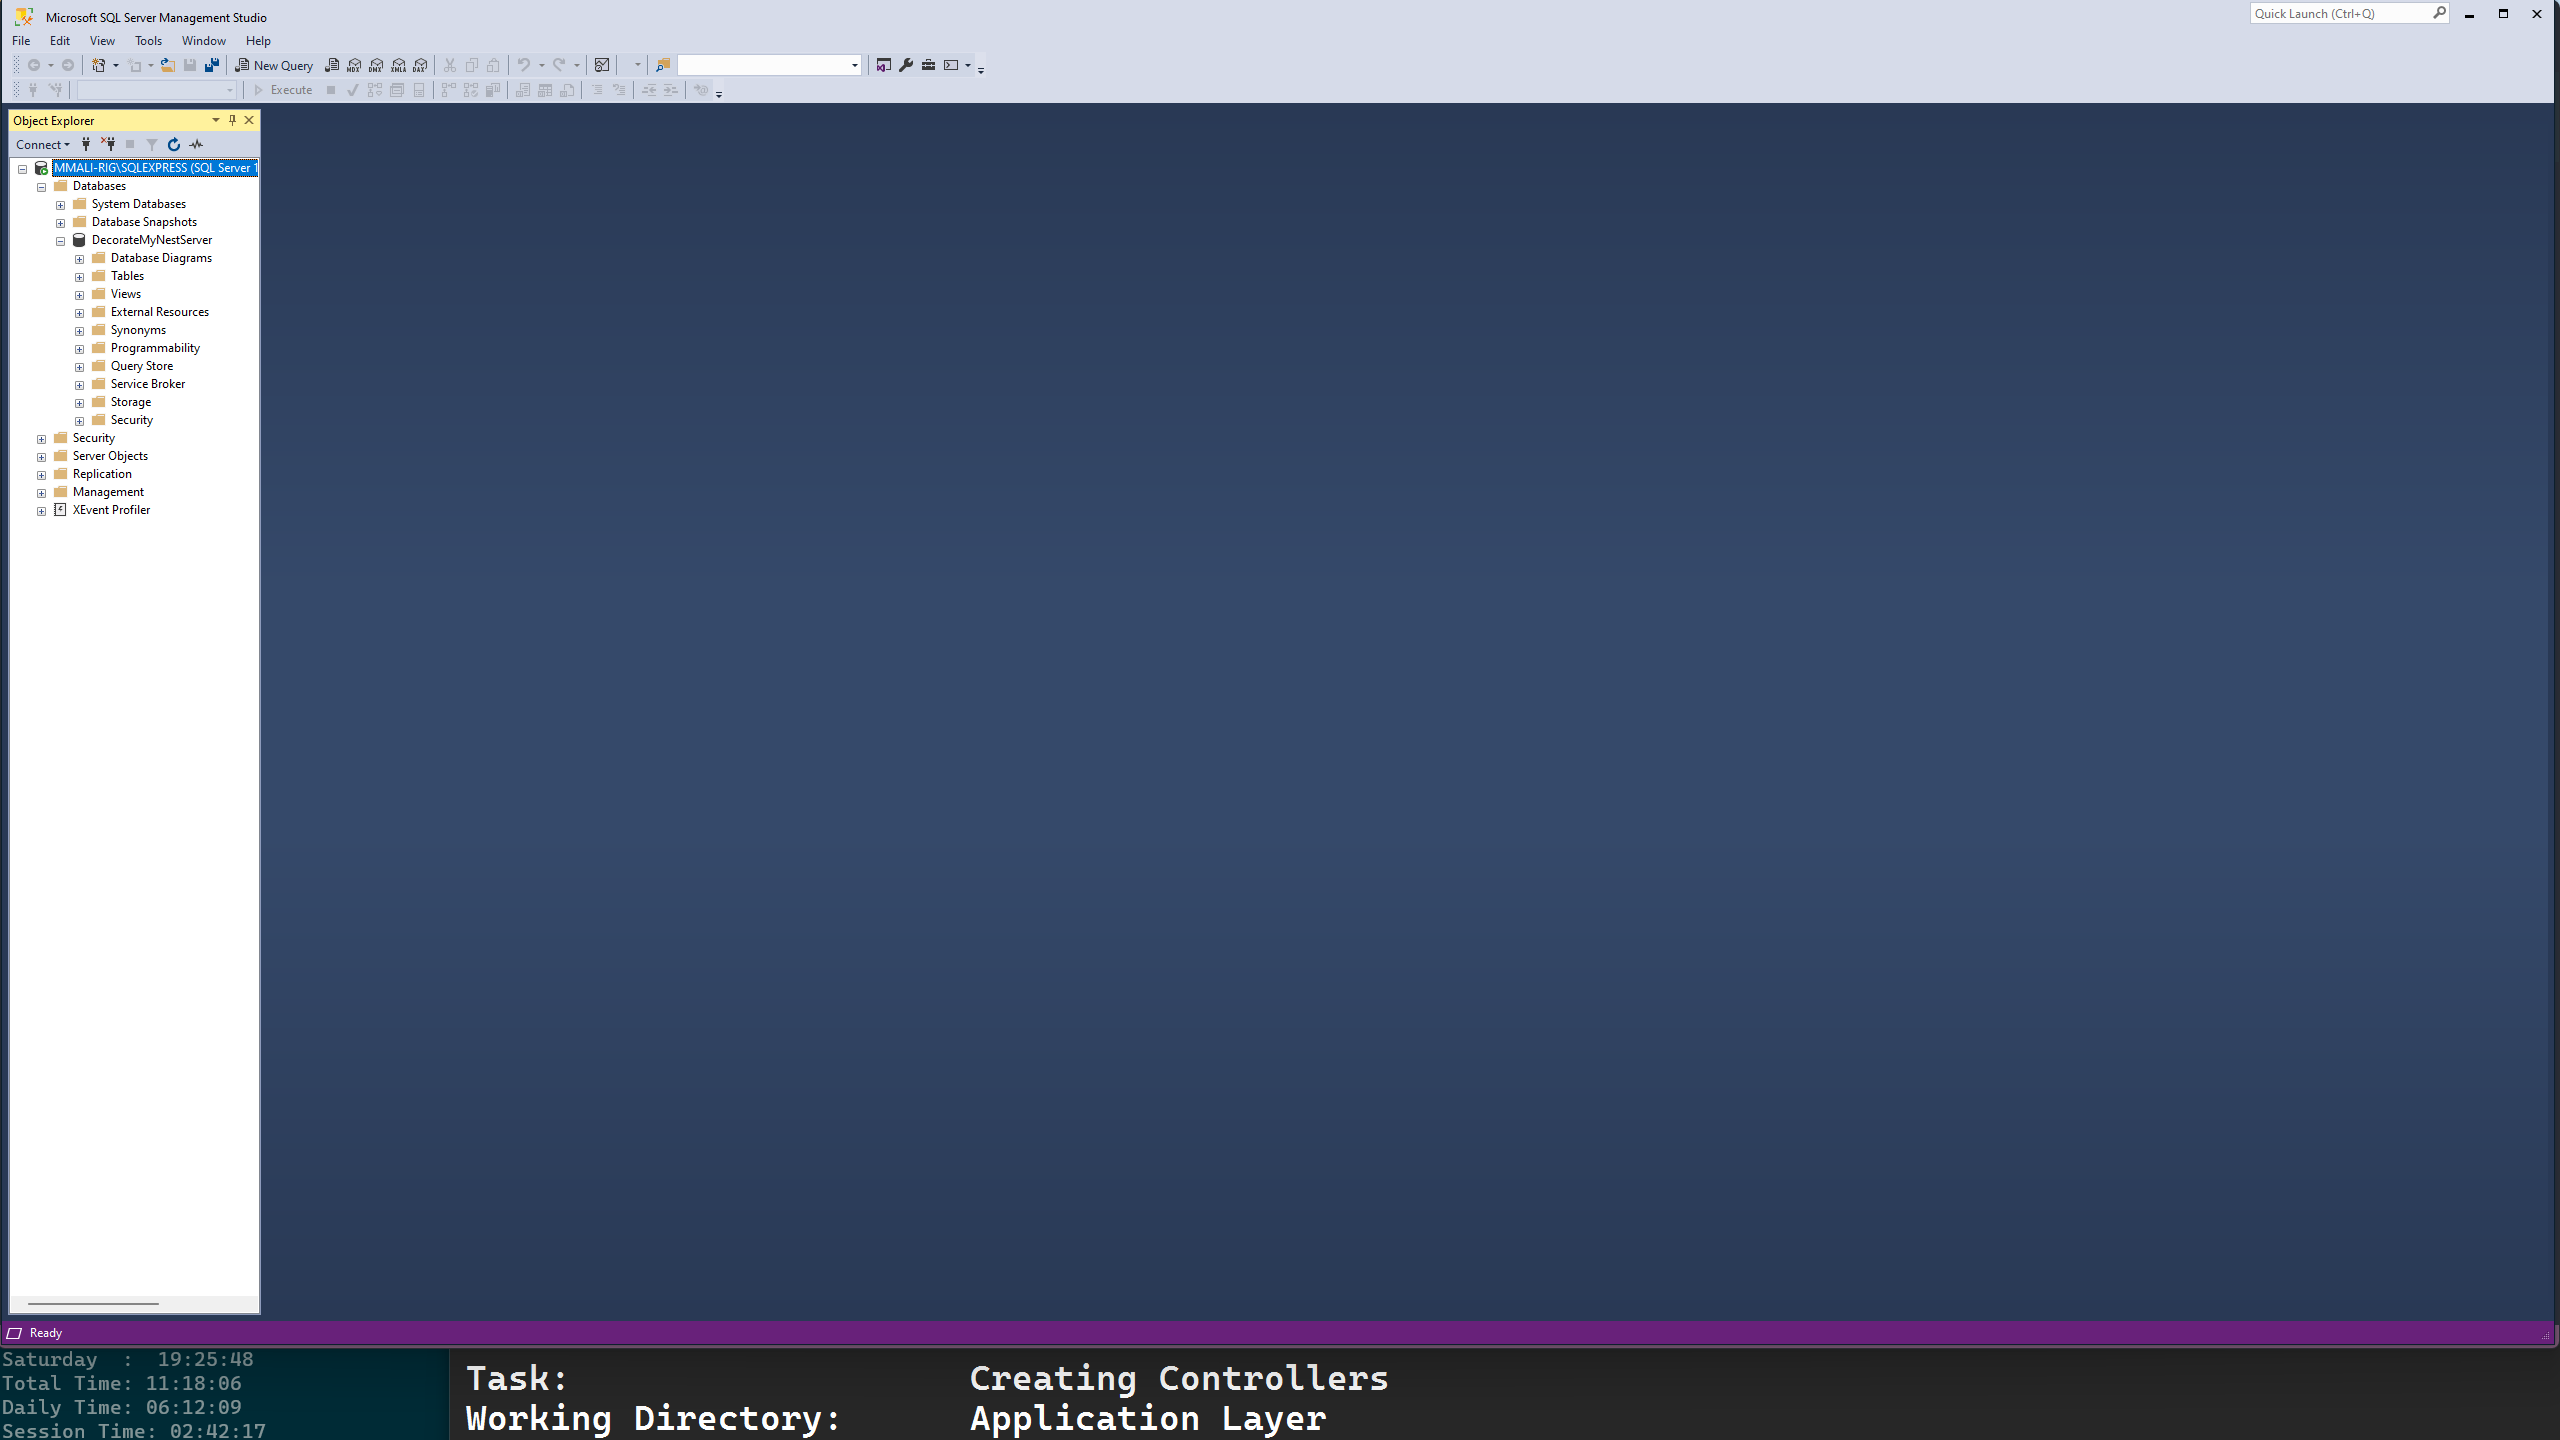 Microsoft SQL Server Management Studio
Quick Launch (Ctrl+Q)
File Edit View Tools Window Help
New Query MDX DMX XMLA DAX
Execute
Object Explorer
Connect
MMALI-RIG\SQLEXPRESS (SQL Server 1
Databases
System Databases
Database Snapshots
DecorateMyNestServer
Database Diagrams
Tables
Views
External Resources
Synonyms
Programmability
Query Store
Service Broker
Storage
Security
Security
Server Objects
Replication
Management
XEvent Profiler
Ready
Saturday : 19:25:48
Total Time: 11:18:06
Daily Time: 06:12:09
Session Time: 02:42:17
Task: Creating Controllers
Working Directory: Application Layer